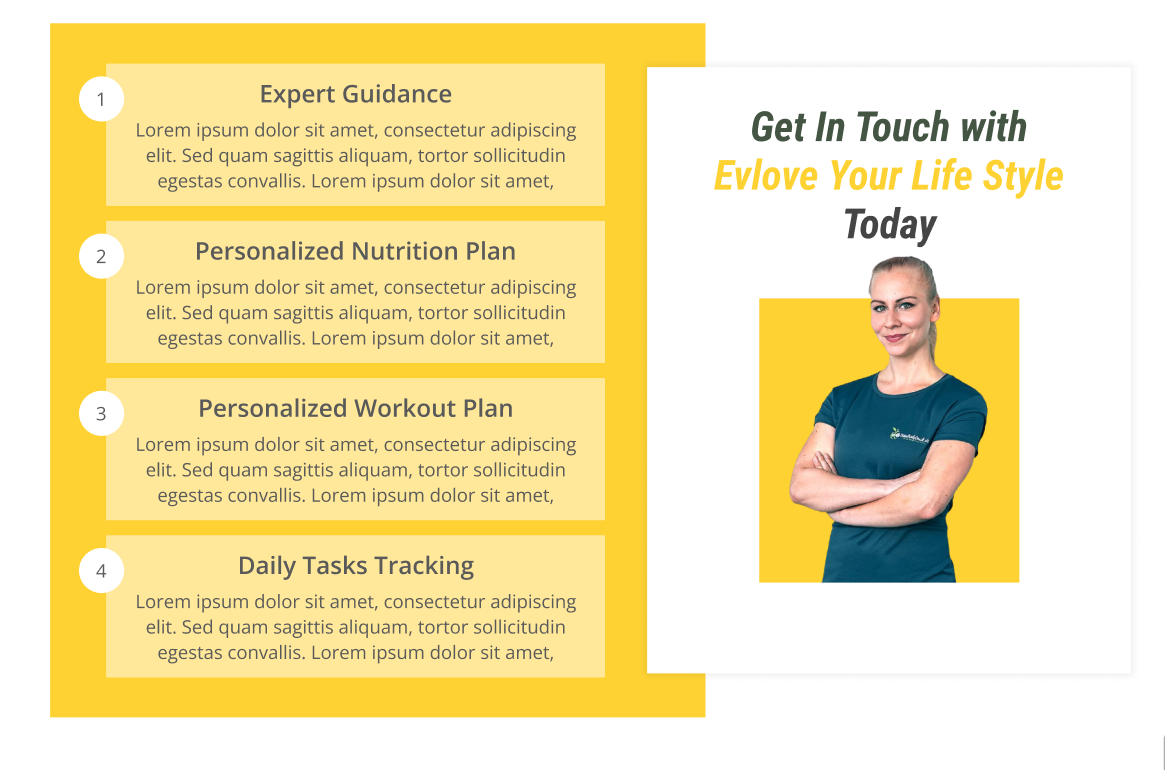 1
Expert Guidance
Lorem ipsum dolor sit amet, consectetur adipiscing
elit. Sed quam sagittis aliquam, tortor sollicitudin
egestas convallis. Lorem ipsum dolor sit amet,
2
Personalized Nutrition Plan
Lorem ipsum dolor sit amet, consectetur adipiscing
elit. Sed quam sagittis aliquam, tortor sollicitudin
egestas convallis. Lorem ipsum dolor sit amet,
3
Personalized Workout Plan
Lorem ipsum dolor sit amet, consectetur adipiscing
elit. Sed quam sagittis aliquam, tortor sollicitudin
egestas convallis. Lorem ipsum dolor sit amet,
4
Daily Tasks Tracking
Lorem ipsum dolor sit amet, consectetur adipiscing
elit. Sed quam sagittis aliquam, tortor sollicitudin
egestas convallis. Lorem ipsum dolor sit amet,
Get In Touch with
Evlove Your Life Style
Today